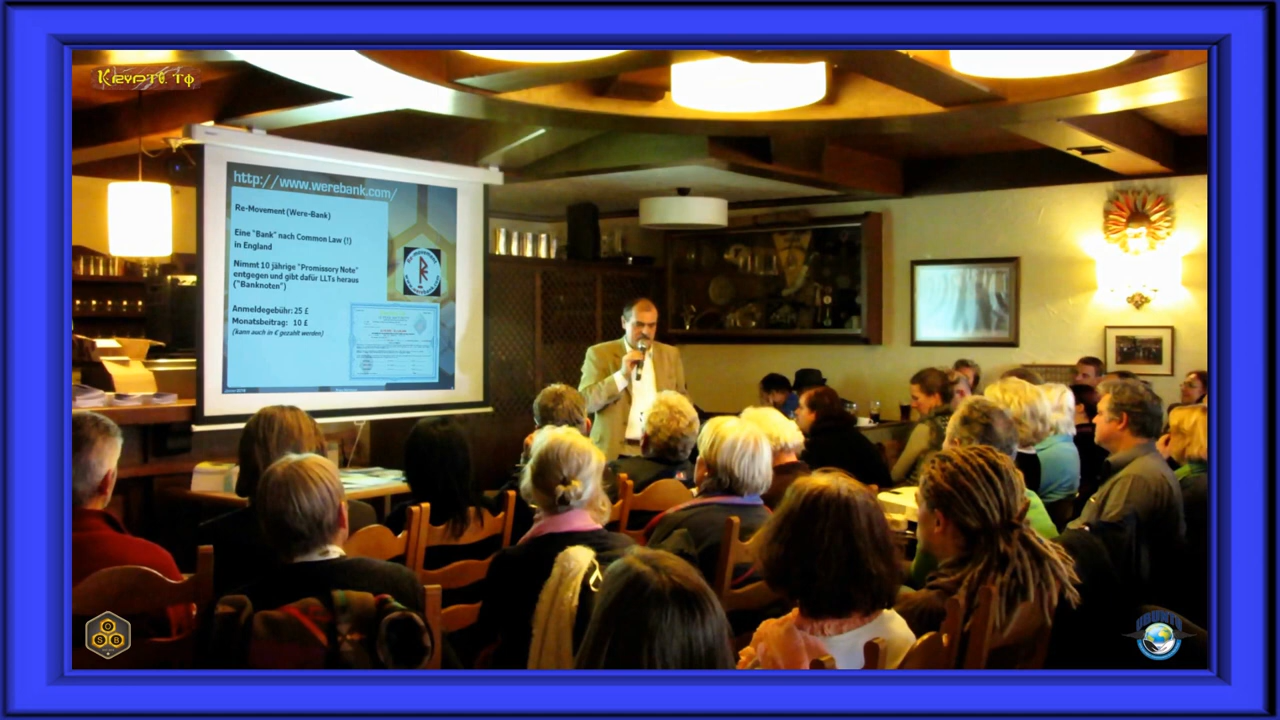 Krypto.TV
http://www.werebank.com/
Re-Movement (Were-Bank)
Eine "Bank" nach Common Law (!)
in England
Nimmt 10 jährige "Promissory Note"
entgegen und gibt dafür LLTs heraus
("Banknoten")
Anmeldegebühr: 25 £
Monatsbeitrag: 10 £
(kann auch in € gezahlt werden)
O
S B
UBUNTU